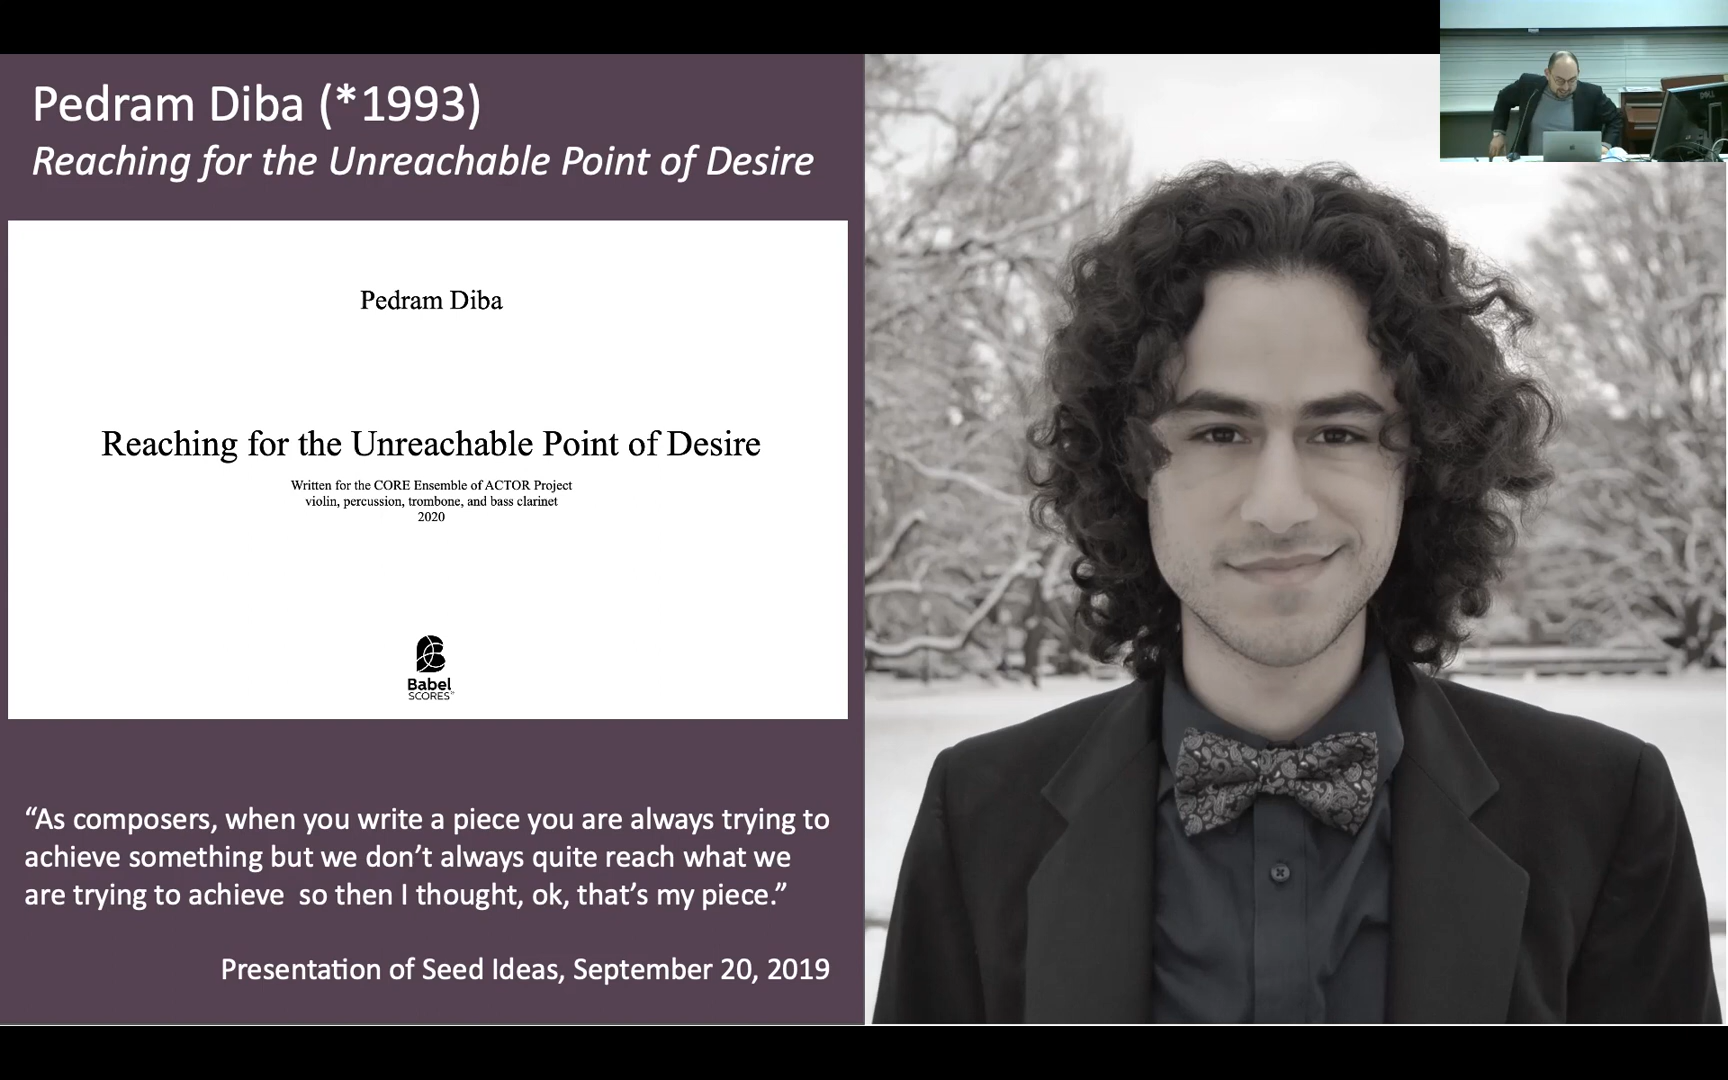 Pedram Diba (*1993)
Reaching for the Unreachable Point of Desire
Pedram Diba
Reaching for the Unreachable Point of Desire
Written for the CORE Ensemble of ACTOR Project
violin, percussion, trombone, and bass clarinet
2020
Babel
SCORES
“As composers, when you write a piece you are always trying to
achieve something but we don’t always quite reach what we
are trying to achieve  so then I thought, ok, that’s my piece.”
Presentation of Seed Ideas, September 20, 2019
DELL